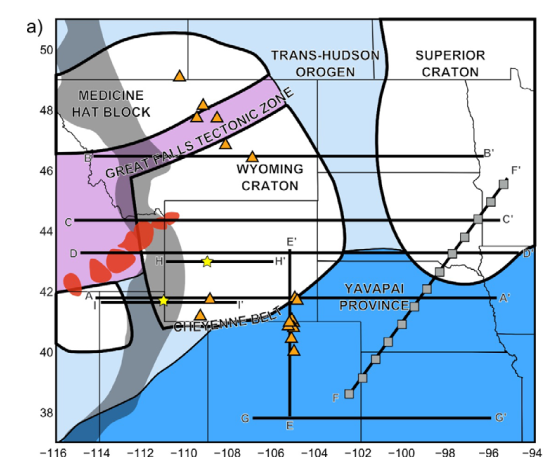 a)
50
48
46
44
42
40
38
TRANS-HUDSON
OROGEN
SUPERIOR
CRATON
MEDICINE
HAT BLOCK
GREAT FALLS TECTONIC ZONE
B
B'
F'
WYOMING
CRATON
C
C'
E'
D
D'
H
H'
YAVAPAI
PROVINCE
A
A'
I
I'
CHEYENNE BELT
F
G
E
G'
−116
−114
−112
−110
−108
−106
−104
−102
−100
−98
−96
−94